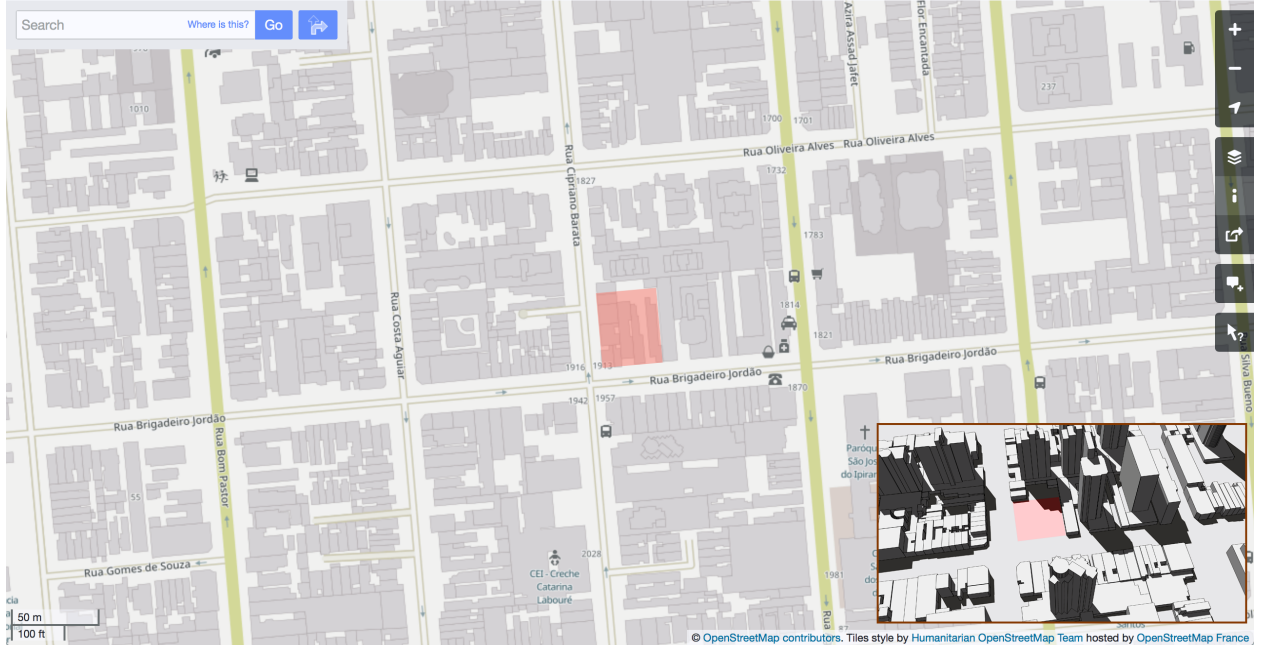 Search
Where is this?
Go
Azira Assad Jafet
Flor Encantada
237
1010
1700
1701
Rua Oliveira Alves
Rua Oliveira Alves
Rua Cipriano Barata
1732
1827
1783
1814
1821
Rua Costa Aguiar
1916
1913
Rua Brigadeiro Jordão
Rua Brigadeiro Jordão
1870
1942
1957
Rua Brigadeiro Jordão
Rua Bom Pastor
Silva Bueno
Paróqu
São Jos
do Ipiran
55
2028
CEI - Creche
Catarina
Labouré
Rua Gomes de Souza
1981
Rua
50 m
100 ft
Santos
© OpenStreetMap contributors. Tiles style by Humanitarian OpenStreetMap Team hosted by OpenStreetMap France